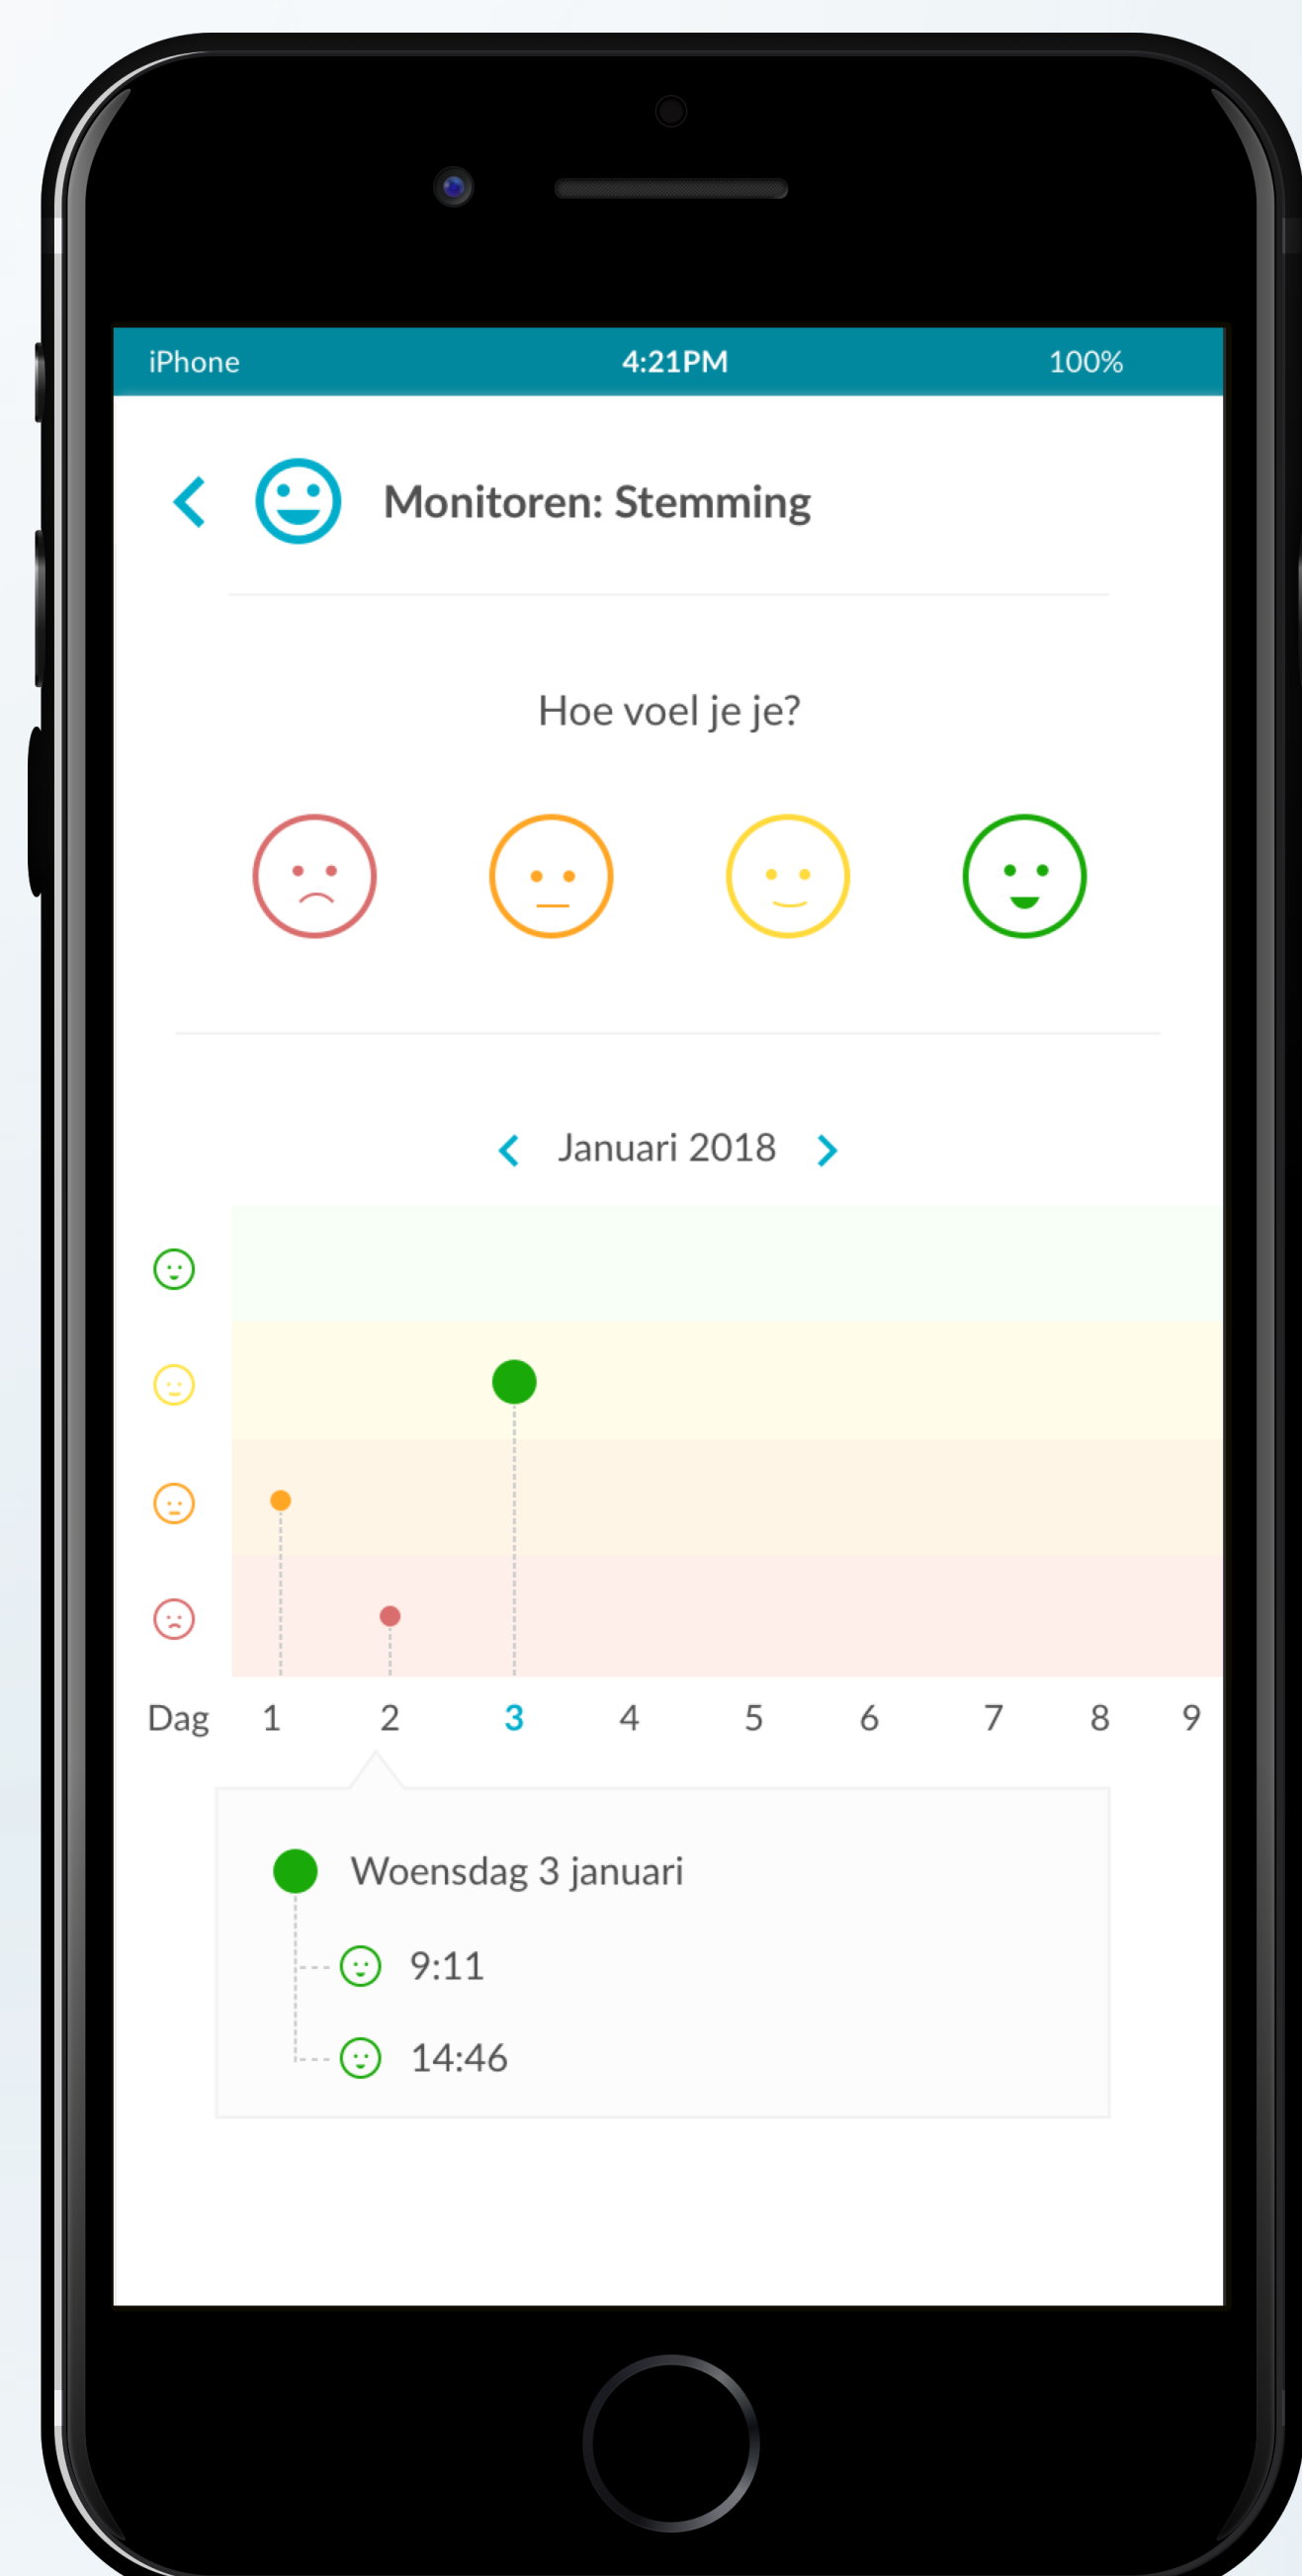 iPhone 4:21PM 100%
Monitoren: Stemming
Hoe voel je je?
Januari 2018
Dag 1 2 3 4 5 6 7 8 9
Woensdag 3 januari
9:11
14:46